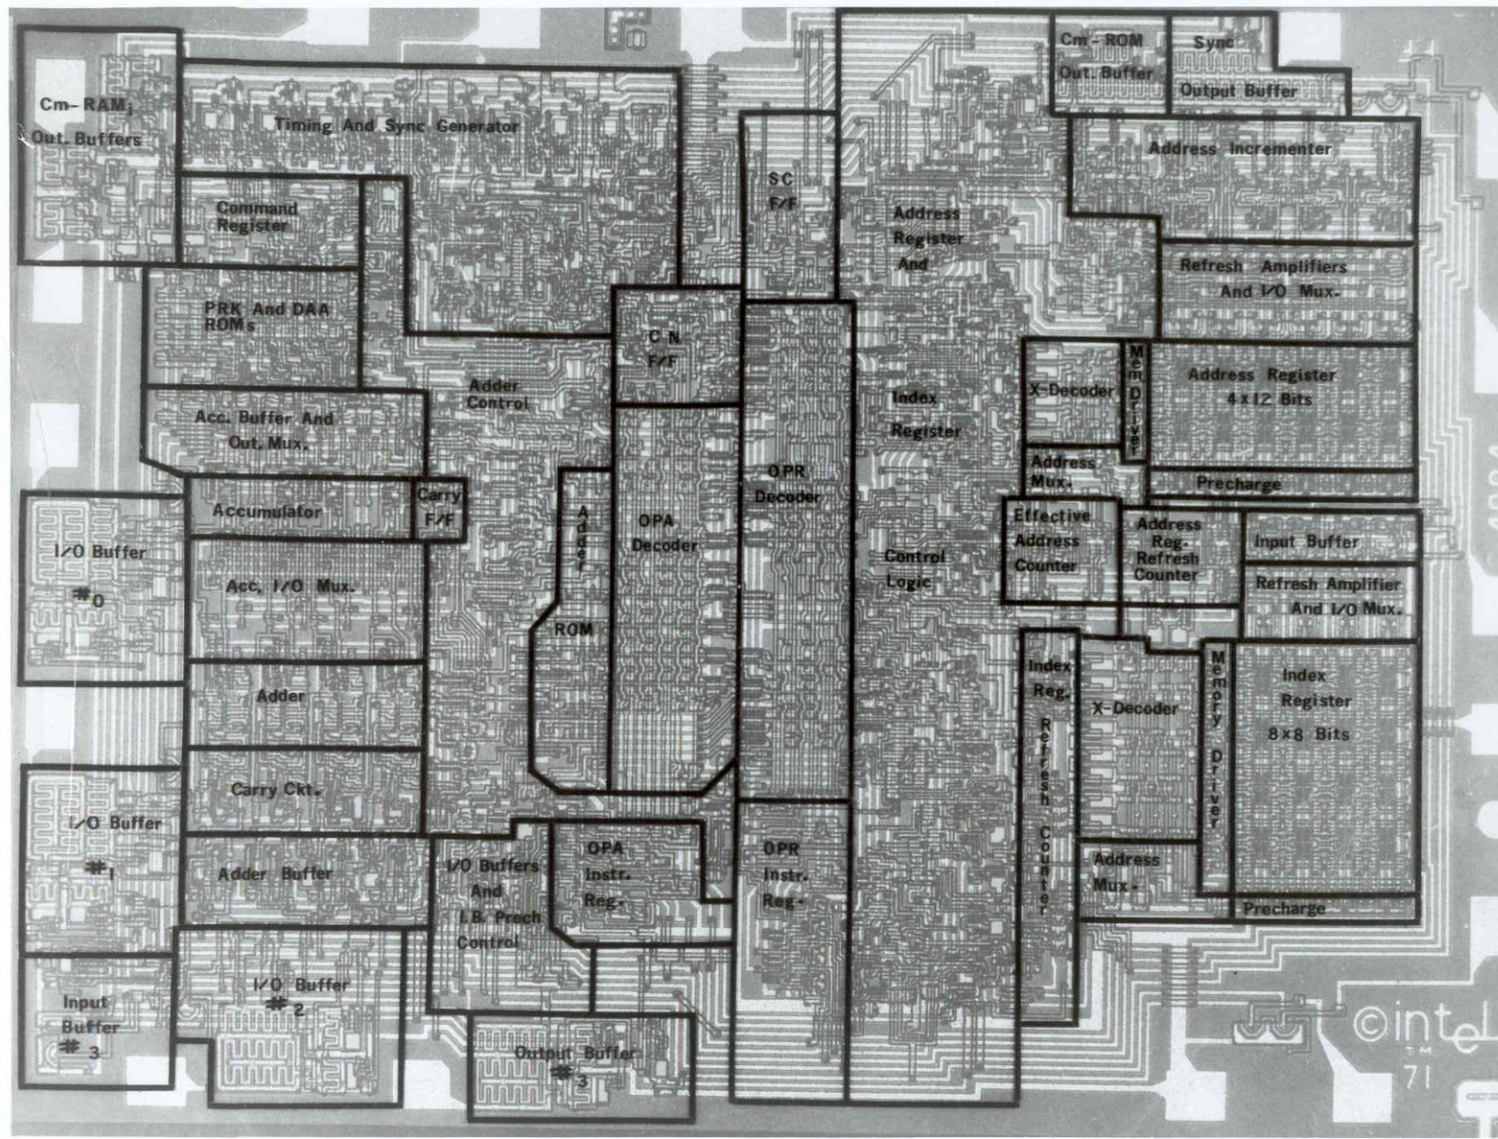 Cm-RAMi
Out. Buffers
Timing And Sync Generator
Command
Register
PRK And DAA
ROMs
Acc. Buffer And
Out. Mux.
Accumulator
Carry
F/F
I/O Buffer
#0
Acc, I/O Mux.
Adder
Carry Ckt.
I/O Buffer
#1
Adder Buffer
Input
Buffer
#3
I/O Buffer
#2
I/O Buffers
And
I.B. Prech
Control
Output Buffer
#3
Adder
Control
Adder
ROM
C N
F/F
OPA
Decoder
OPA
Instr.
Reg.
SC
F/F
OPR
Decoder
OPR
Instr.
Reg.
Address
Register
And
Index
Register
Control
Logic
Cm-ROM
Out. Buffer
Sync
Output Buffer
Address Incrementer
Refresh Amplifiers
And I/O Mux.
X-Decoder
Mem Driver
Address Register
4x12 Bits
Address
Mux.
Precharge
Effective
Address
Counter
Address
Reg.
Refresh
Counter
Input Buffer
Refresh Amplifier
And I/O Mux.
Index
Reg.
Refresh Counter
X-Decoder
Memory Driver
Index
Register
8x8 Bits
Address
Mux.
Precharge
4004
©intel
TM
71